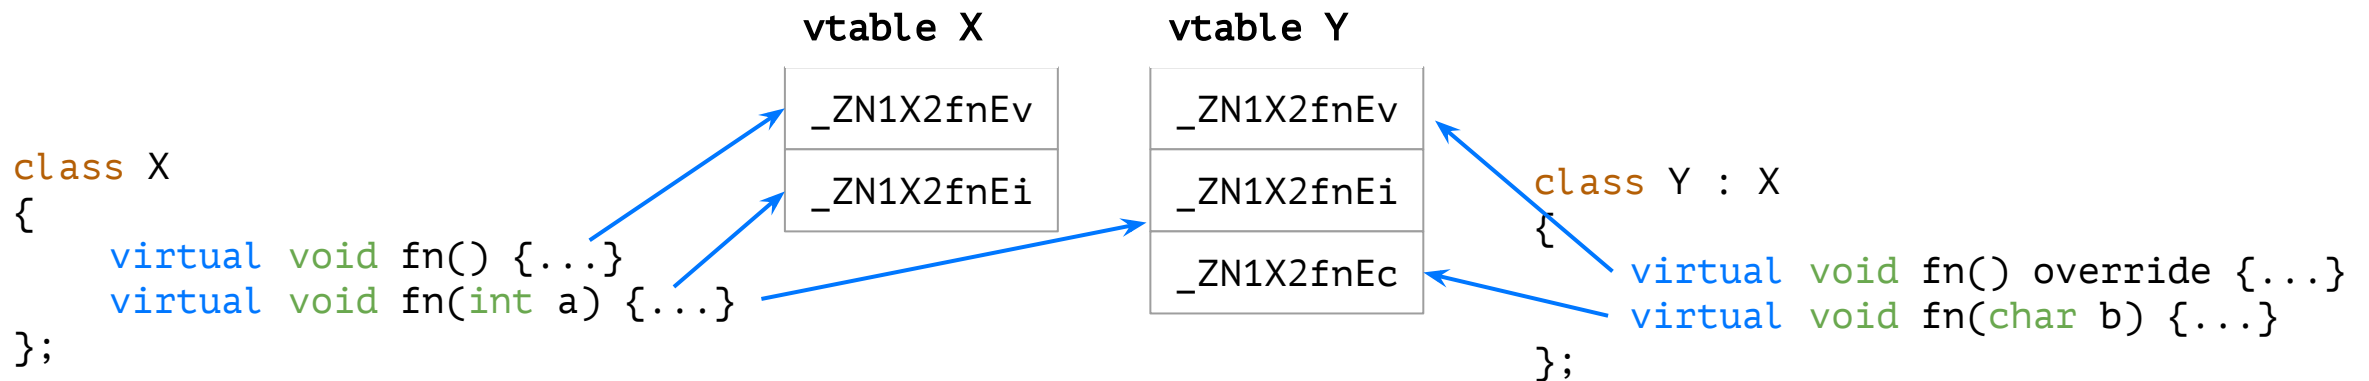 vtable X
vtable Y
_ZN1X2fnEv
_ZN1X2fnEi
_ZN1X2fnEv
_ZN1X2fnEi
_ZN1X2fnEc
class X
{
    virtual void fn() {...}
    virtual void fn(int a) {...}
};
class Y : X
{
    virtual void fn() override {...}
    virtual void fn(char b) {...}
};